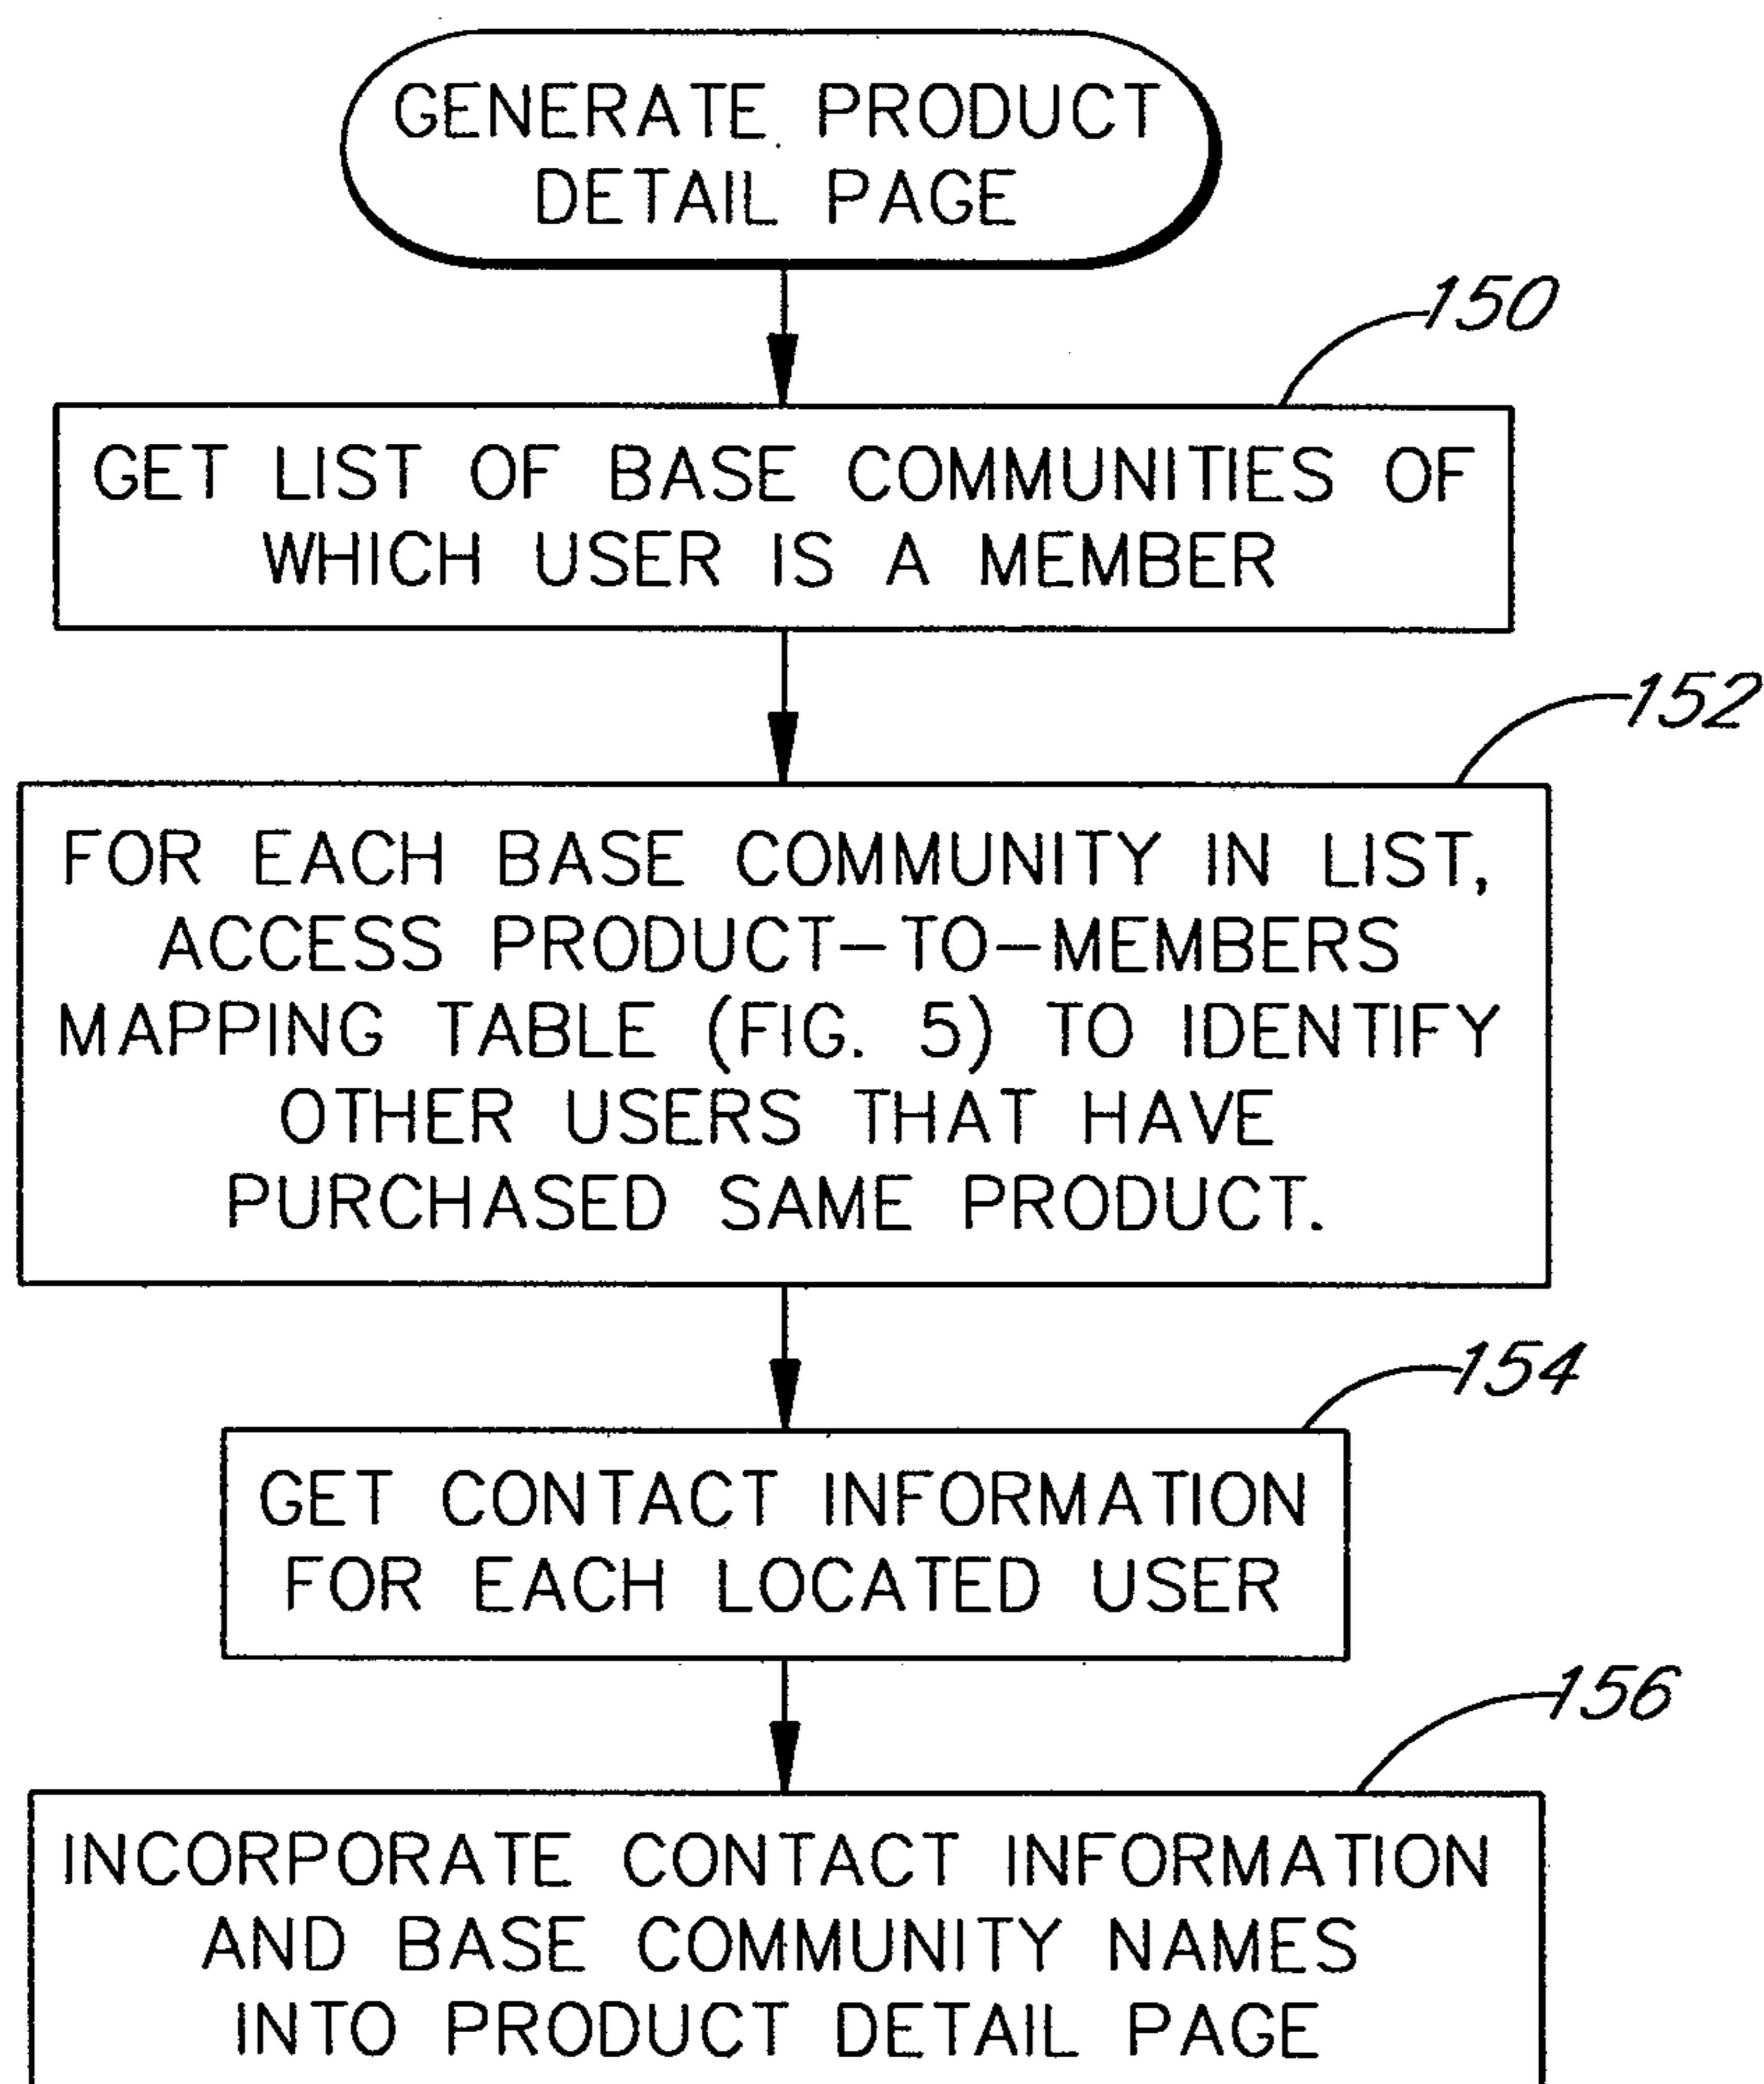 GENERATE PRODUCT
DETAIL PAGE
150
GET LIST OF BASE COMMUNITIES OF
WHICH USER IS A MEMBER
152
FOR EACH BASE COMMUNITY IN LIST,
ACCESS PRODUCT-TO-MEMBERS
MAPPING TABLE (FIG. 5) TO IDENTIFY
OTHER USERS THAT HAVE
PURCHASED SAME PRODUCT.
154
GET CONTACT INFORMATION
FOR EACH LOCATED USER
156
INCORPORATE CONTACT INFORMATION
AND BASE COMMUNITY NAMES
INTO PRODUCT DETAIL PAGE